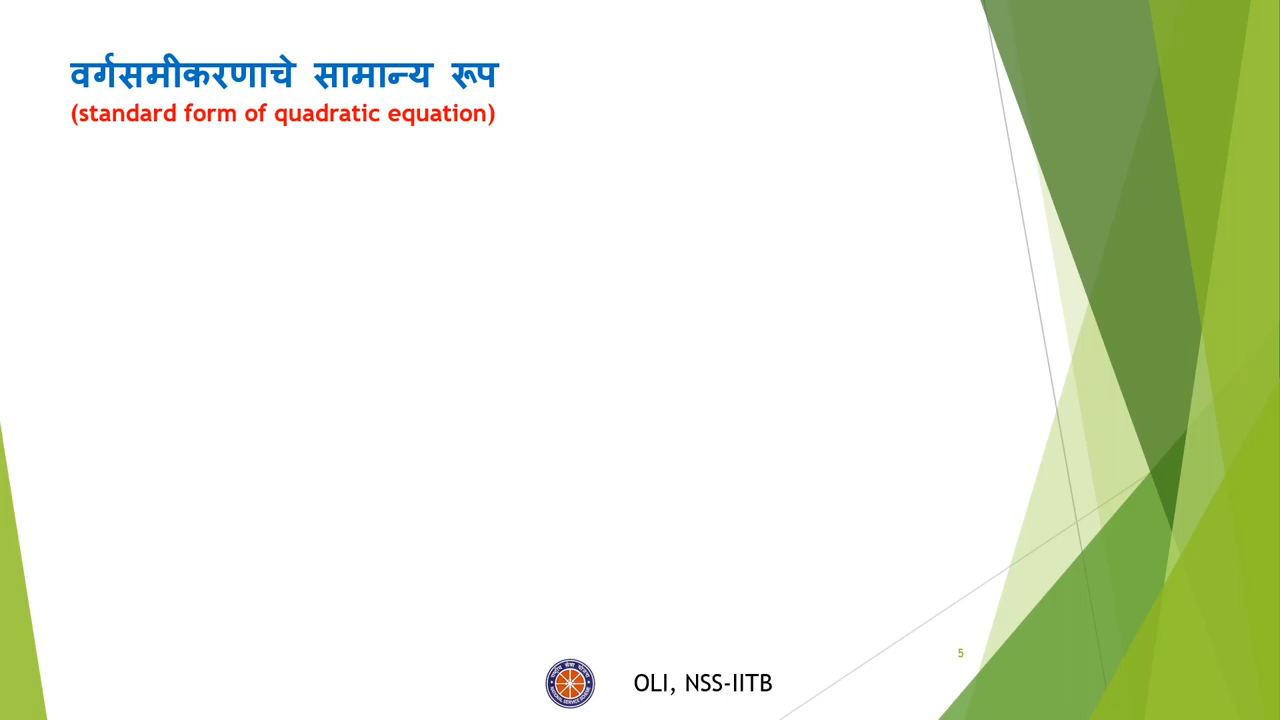 वर्गसमीकरणाचे सामान्य रूप
(standard form of quadratic equation)
5
OLI, NSS-IITB